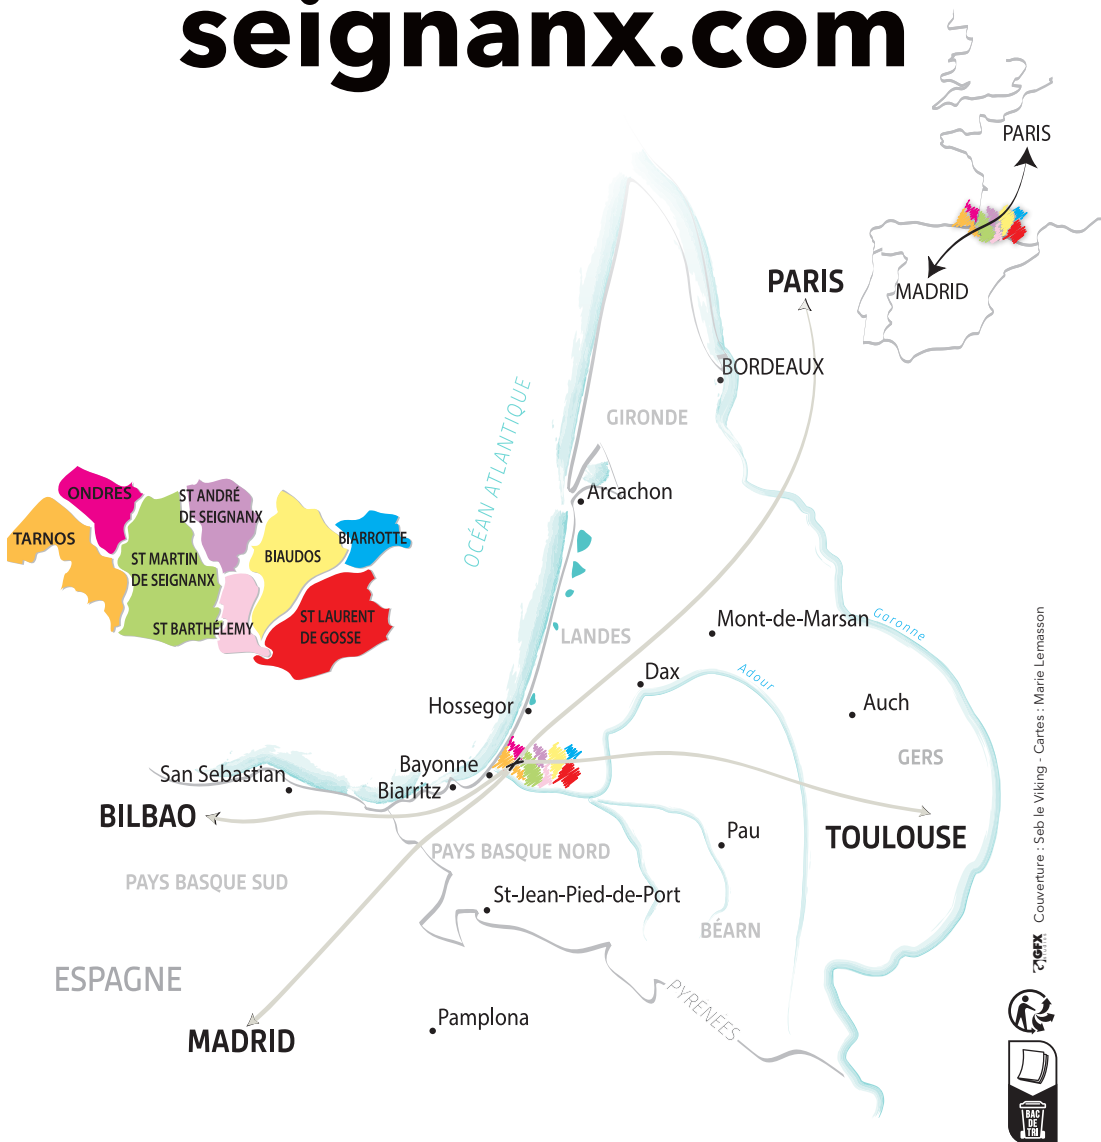 seignanx.com
PARIS
MADRID
PARIS
BORDEAUX
GIRONDE
OCÉAN ATLANTIQUE
Arcachon
ONDRES
ST ANDRÉ
DE SEIGNANX
TARNOS
ST MARTIN
DE SEIGNANX
BIAUDOS
BIARROTTE
ST BARTHÉLEMY
ST LAURENT
DE GOSSE
LANDES
Mont-de-Marsan
Garonne
Dax
Adour
Auch
Hossegor
GERS
Bayonne
San Sebastian
Biarritz
BILBAO
TOULOUSE
Pau
PAYS BASQUE NORD
PAYS BASQUE SUD
St-Jean-Pied-de-Port
BÉARN
ESPAGNE
PYRENEES
Pamplona
MADRID
GFX
Couverture : Seb le Viking - Cartes : Marie Lemasson
BAC
DE
TRI